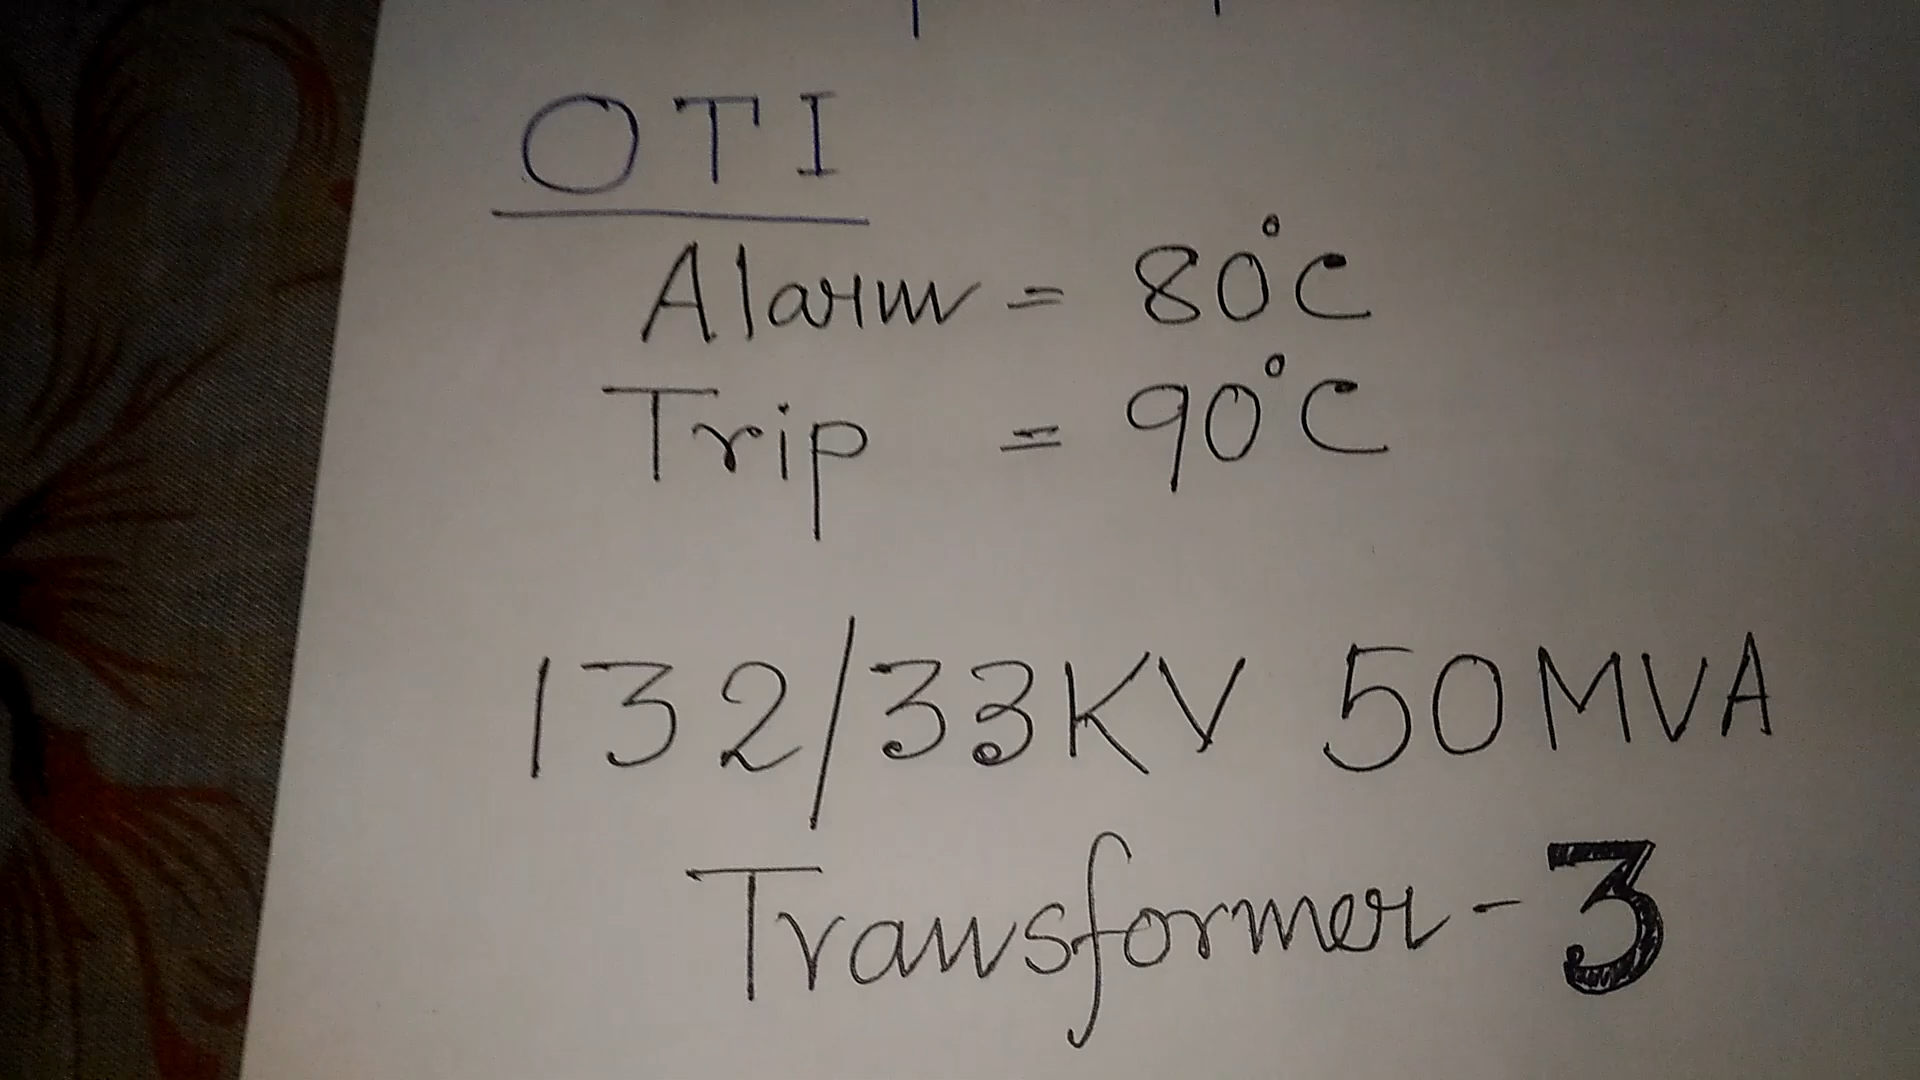 OTI
Alarm = 80°C
Trip = 90°C
132/33KV 50MVA
Transformer-3